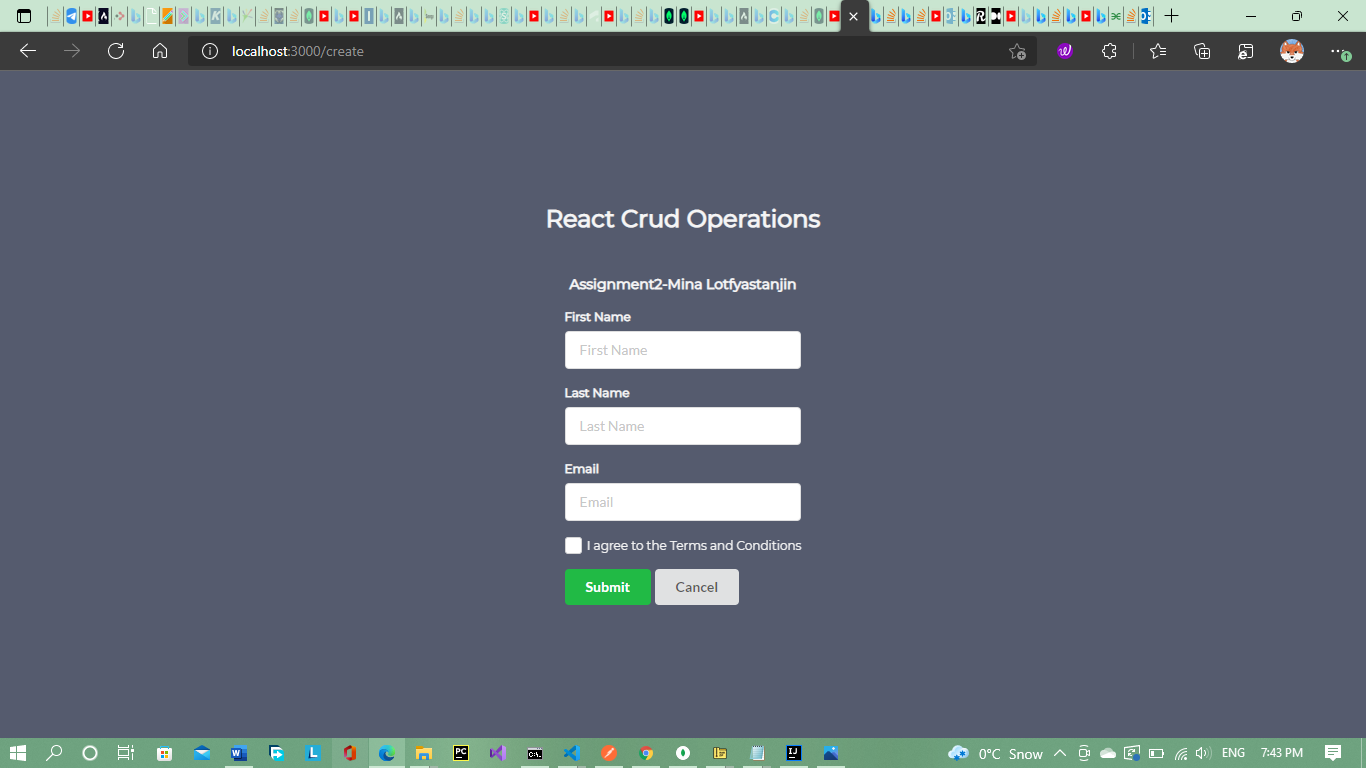 localhost:3000/create
React Crud Operations
Assignment2-Mina Lotfyastanjin
First Name
First Name
Last Name
Last Name
Email
Email
I agree to the Terms and Conditions
Submit Cancel
0°C Snow ENG 7:43 PM